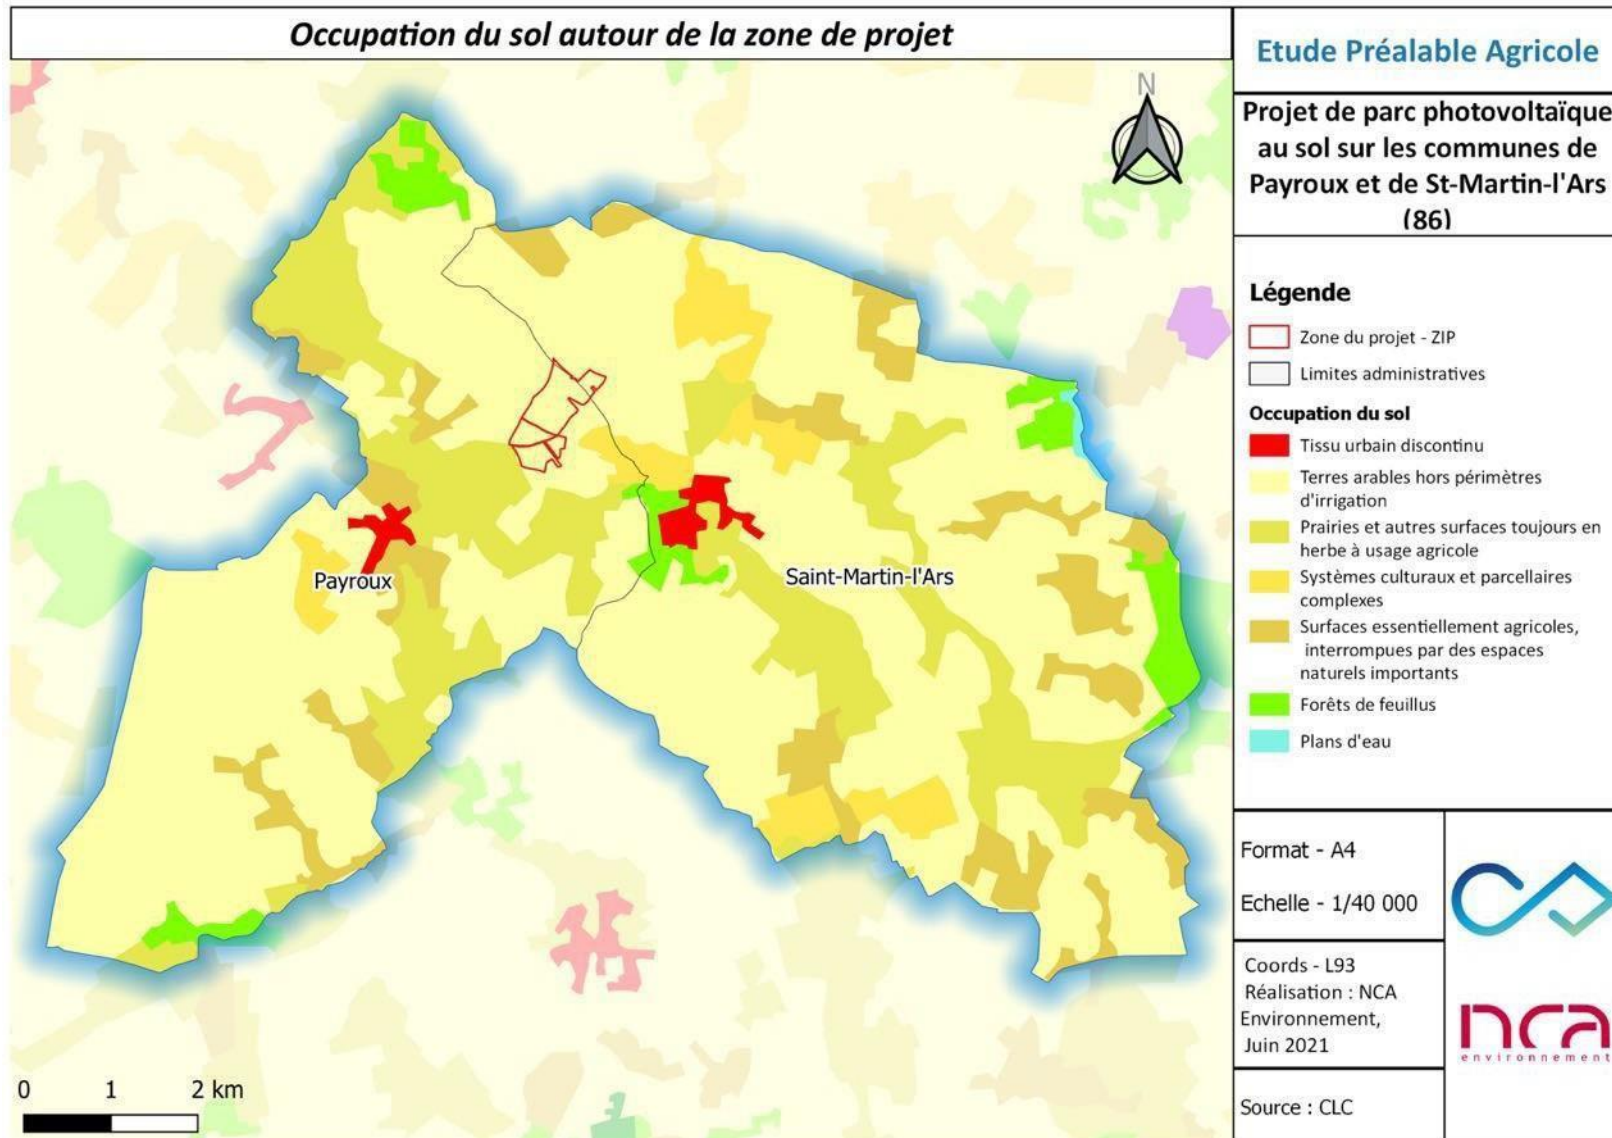 Occupation du sol autour de la zone de projet
N
Payroux
Saint-Martin-l'Ars
0 1 2 km
Etude Préalable Agricole
Projet de parc photovoltaïque
au sol sur les communes de
Payroux et de St-Martin-l'Ars
(86)
Légende
Zone du projet - ZIP
Limites administratives
Occupation du sol
Tissu urbain discontinu
Terres arables hors périmètres
d'irrigation
Prairies et autres surfaces toujours en
herbe à usage agricole
Systèmes culturaux et parcellaires
complexes
Surfaces essentiellement agricoles,
interrompues par des espaces
naturels importants
Forêts de feuillus
Plans d'eau
Format - A4
Echelle - 1/40 000
Coords - L93
Réalisation : NCA
Environnement,
Juin 2021
Source : CLC
nca
environnement